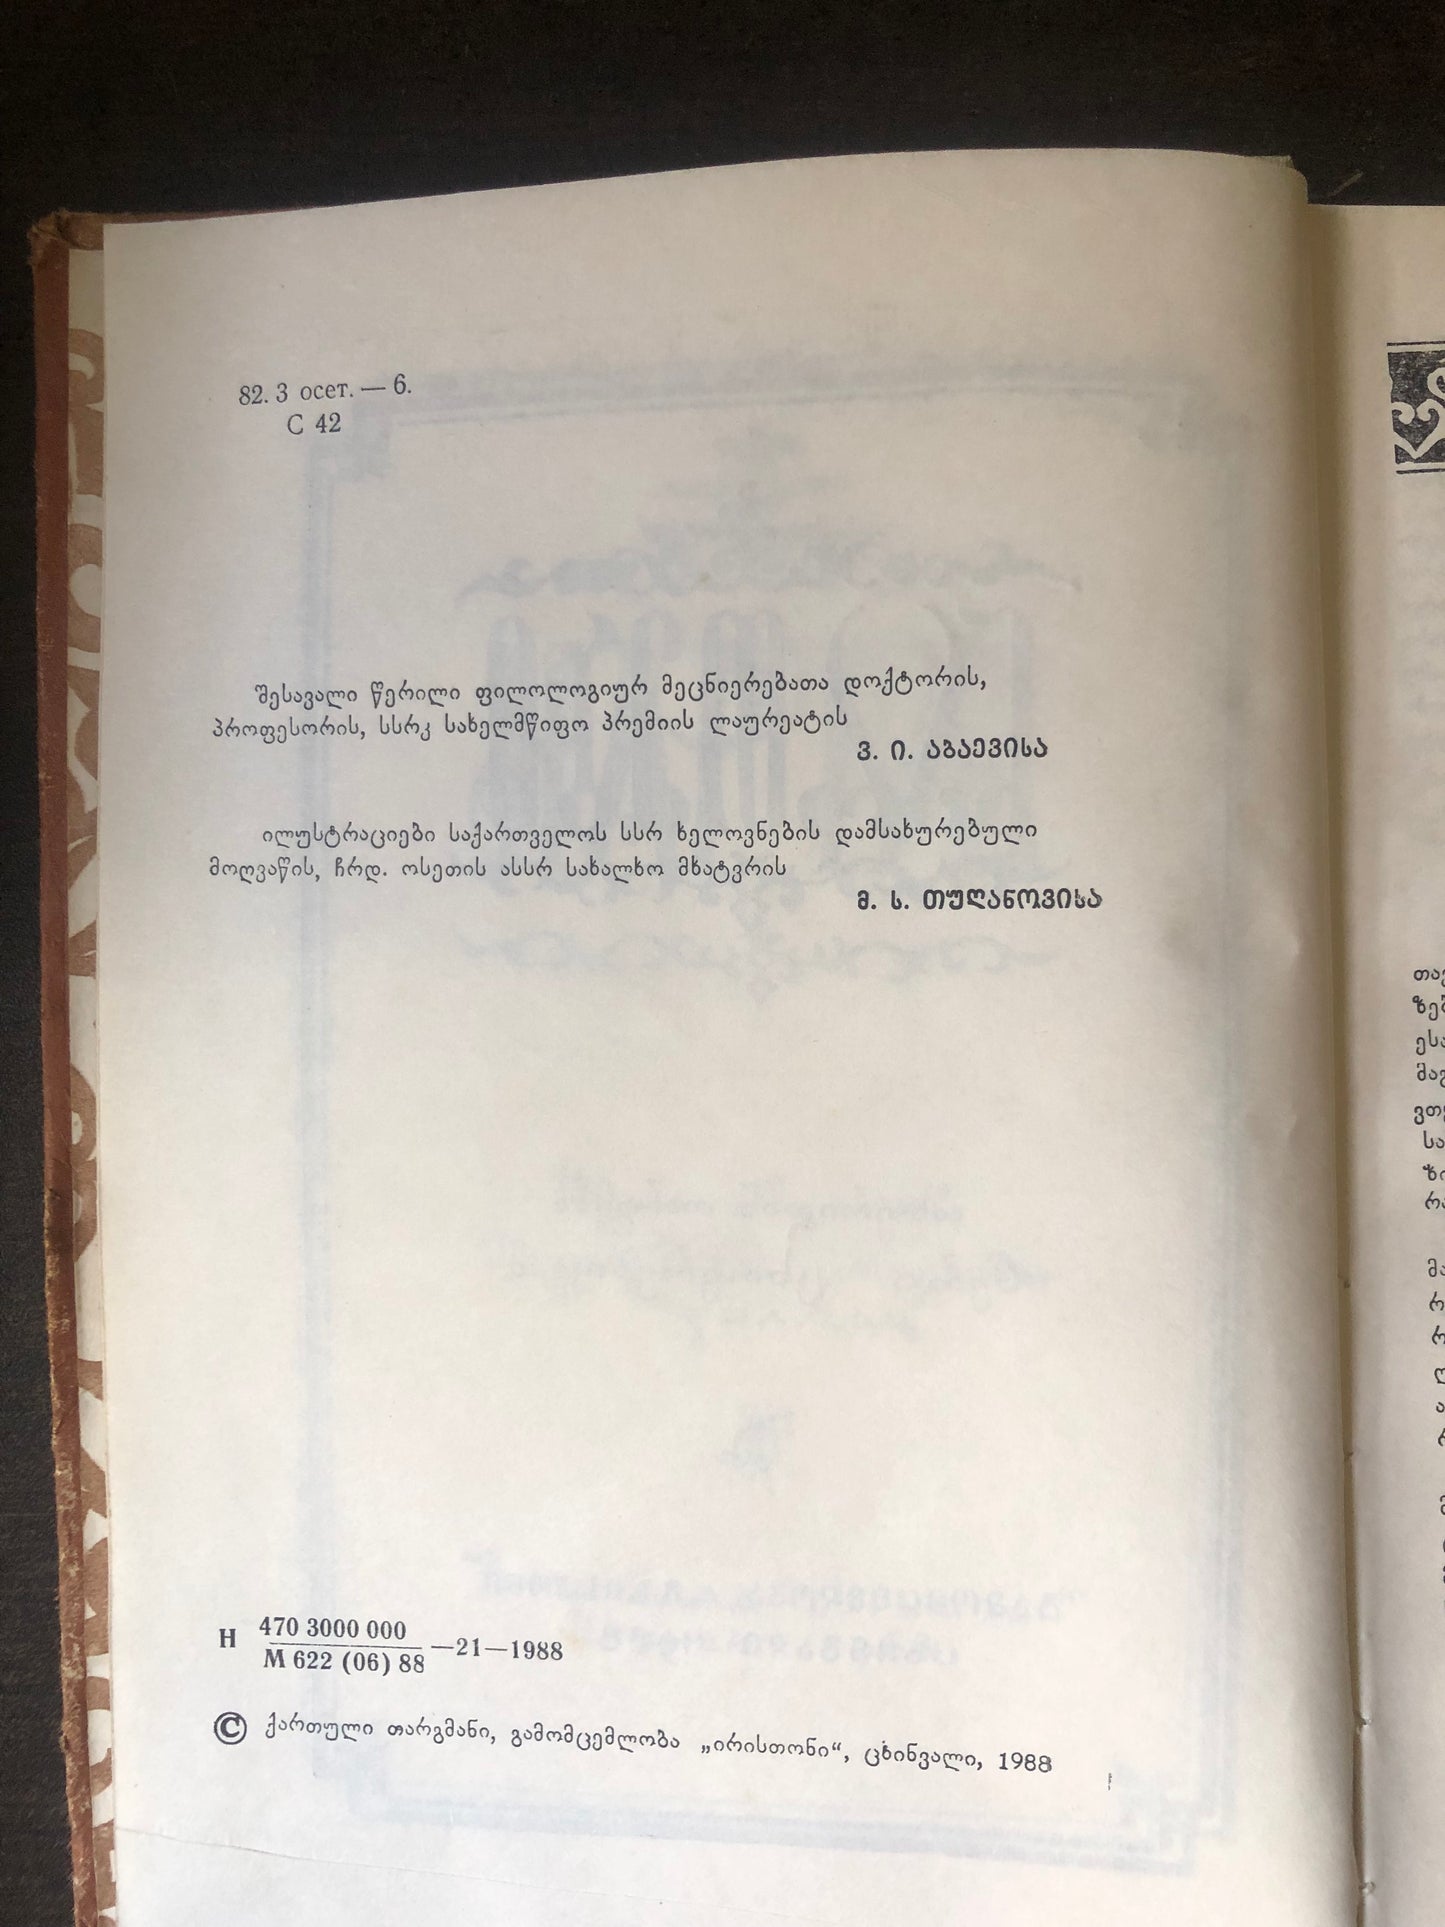 82. 3 осет. — 6.
С 42
შესავალი წერილი ფილოლოგიურ მეცნიერებათა დოქტორის,
პროფესორის, სსრკ სახელმწიფო პრემიის ლაურეატის
ვ. ი. აბაევისა
ილუსტრაციები საქართველოს სსრ ხელოვნების დამსახურებული
მოღვაწის, ჩრდ. ოსეთის ასსრ სახალხო მხატვრის
მ. ს. თუღანოვისა
Н 470 3000 000
М 622 (06) 88 —21—1988
© ქართული თარგმანი, გამომცემლობა „ირისთონი“, ცხინვალი, 1988